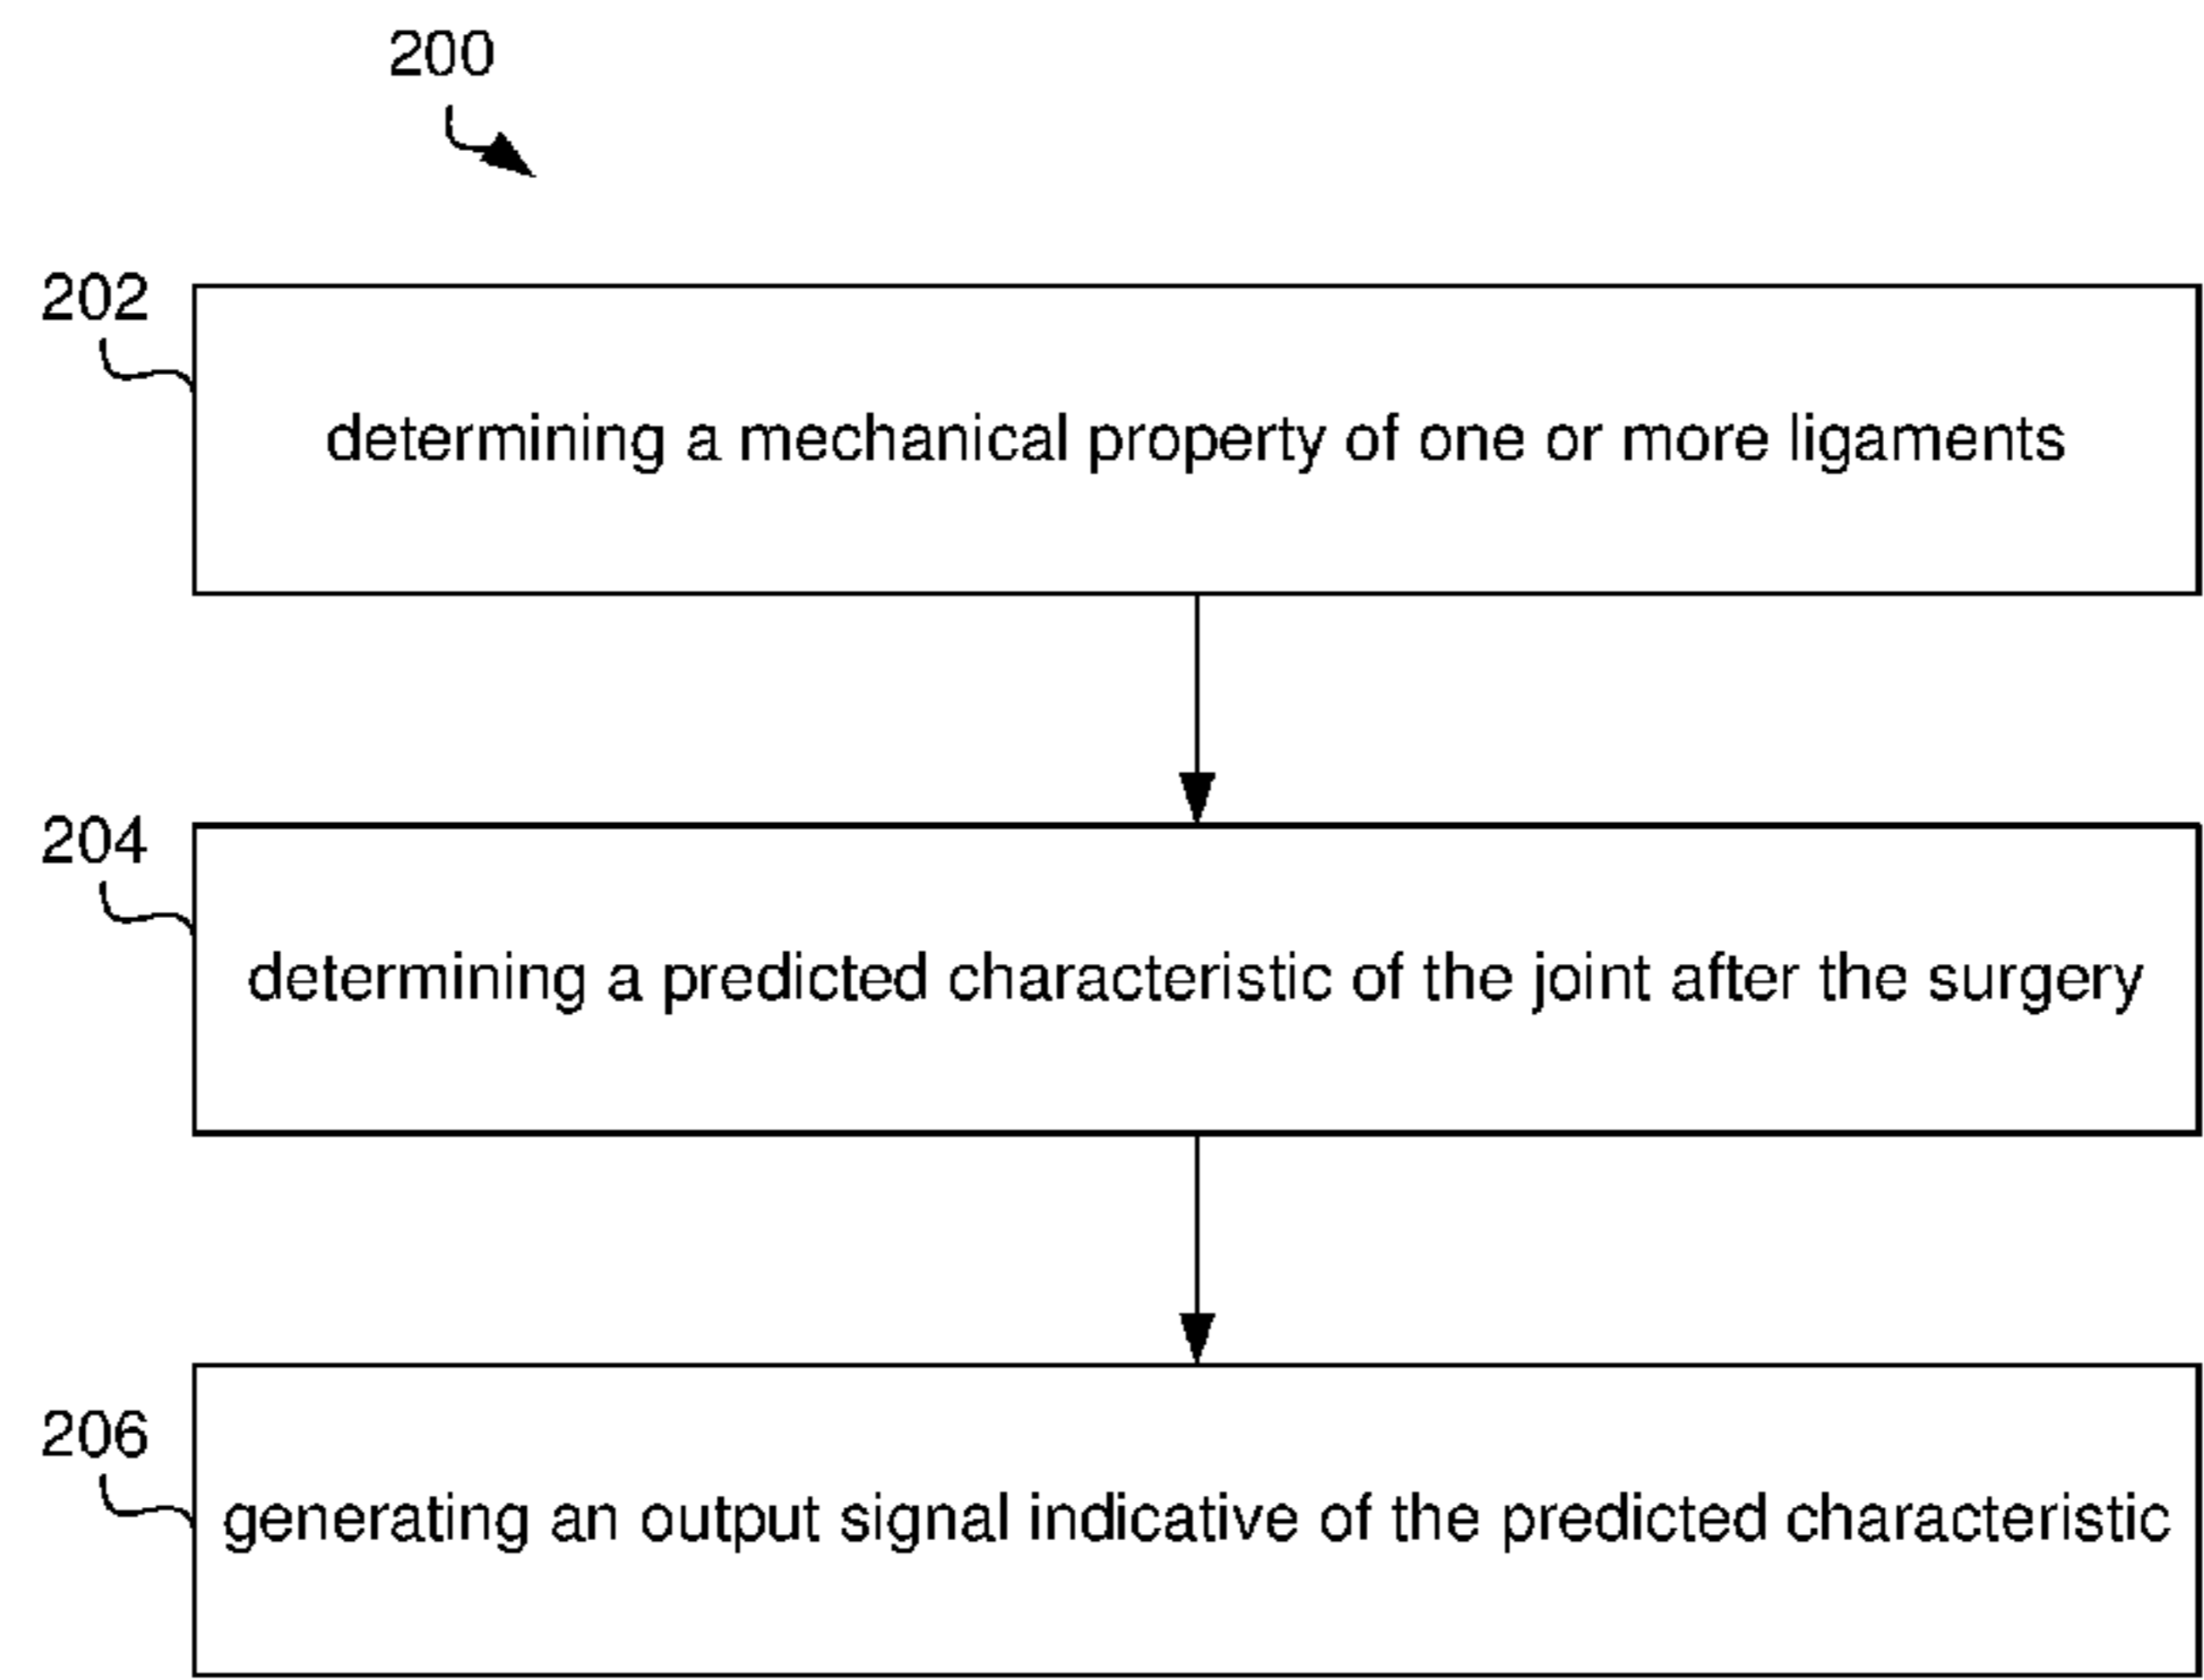 200
202
determining a mechanical property of one or more ligaments
204
determining a predicted characteristic of the joint after the surgery
206
generating an output signal indicative of the predicted characteristic